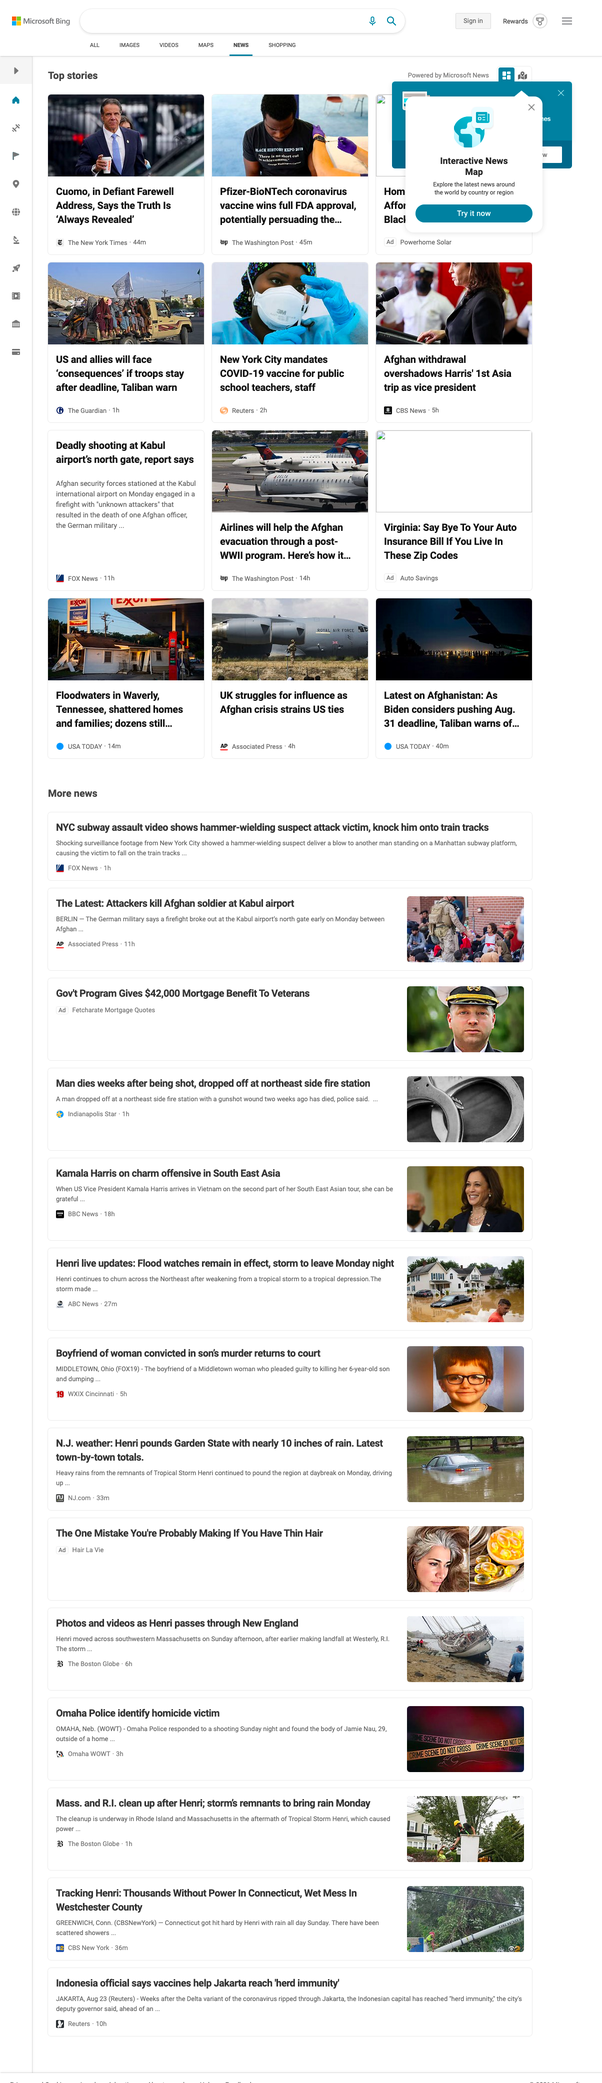 Microsoft Bing
Sign in
Rewards
ALL
IMAGES
VIDEOS
MAPS
NEWS
SHOPPING
Top stories
Powered by Microsoft News
Interactive News
Map
Explore the latest news around
the world by country or region
Try it now
Cuomo, in Defiant Farewell
Address, Says the Truth Is
‘Always Revealed’
The New York Times · 44m
Pfizer-BioNTech coronavirus
vaccine wins full FDA approval,
potentially persuading the...
The Washington Post · 45m
Ad Powerhome Solar
US and allies will face
‘consequences’ if troops stay
after deadline, Taliban warn
The Guardian · 1h
New York City mandates
COVID-19 vaccine for public
school teachers, staff
Reuters · 2h
Afghan withdrawal
overshadows Harris' 1st Asia
trip as vice president
CBS News · 5h
Deadly shooting at Kabul
airport’s north gate, report says
Afghan security forces stationed at the Kabul
international airport on Monday engaged in a
firefight with “unknown attackers” that
resulted in the death of one Afghan officer,
the German military ...
FOX News · 11h
Airlines will help the Afghan
evacuation through a post-
WWII program. Here’s how it...
The Washington Post · 14h
Virginia: Say Bye To Your Auto
Insurance Bill If You Live In
These Zip Codes
Ad Auto Savings
Floodwaters in Waverly,
Tennessee, shattered homes
and families; dozens still...
USA TODAY · 14m
UK struggles for influence as
Afghan crisis strains US ties
AP Associated Press · 4h
Latest on Afghanistan: As
Biden considers pushing Aug.
31 deadline, Taliban warns of...
USA TODAY · 40m
More news
NYC subway assault video shows hammer-wielding suspect attack victim, knock him onto train tracks
Shocking surveillance footage from New York City showed a hammer-wielding suspect deliver a blow to another man standing on a Manhattan subway platform,
causing the victim to fall on the train tracks ...
FOX News · 1h
The Latest: Attackers kill Afghan soldier at Kabul airport
BERLIN — The German military says a firefight broke out at the Kabul airport's north gate early on Monday between
Afghan ...
AP Associated Press · 11h
Gov't Program Gives $42,000 Mortgage Benefit To Veterans
Ad Fetcharate Mortgage Quotes
Man dies weeks after being shot, dropped off at northeast side fire station
A man dropped off at a northeast side fire station with a gunshot wound two weeks ago has died, police said. ...
Indianapolis Star · 1h
Kamala Harris on charm offensive in South East Asia
When US Vice President Kamala Harris arrives in Vietnam on the second part of her South East Asian tour, she can be
grateful ...
BBC News · 18h
Henri live updates: Flood watches remain in effect, storm to leave Monday night
Henri continues to churn across the Northeast after weakening from a tropical storm to a tropical depression.The
storm made ...
ABC News · 27m
Boyfriend of woman convicted in son’s murder returns to court
MIDDLETOWN, Ohio (FOX19) - The boyfriend of a Middletown woman who pleaded guilty to killing her 6-year-old son
and dumping ...
19 WXIX Cincinnati · 5h
N.J. weather: Henri pounds Garden State with nearly 10 inches of rain. Latest
town-by-town totals.
Heavy rains from the remnants of Tropical Storm Henri continued to pound the region at daybreak on Monday, driving
up ...
NJ.com · 33m
The One Mistake You're Probably Making If You Have Thin Hair
Ad Hair La Vie
Photos and videos as Henri passes through New England
Henri moved across southwestern Massachusetts on Sunday afternoon, after earlier making landfall at Westerly, R.I.
The storm ...
The Boston Globe · 6h
Omaha Police identify homicide victim
OMAHA, Neb. (WOWT) - Omaha Police responded to a shooting Sunday night and found the body of Jamie Nau, 29,
outside of a home ...
Omaha WOWT · 3h
Mass. and R.I. clean up after Henri; storm’s remnants to bring rain Monday
The cleanup is underway in Rhode Island and Massachusetts in the aftermath of Tropical Storm Henri, which caused
power ...
The Boston Globe · 1h
Tracking Henri: Thousands Without Power In Connecticut, Wet Mess In
Westchester County
GREENWICH, Conn. (CBSNewYork) — Connecticut got hit hard by Henri with rain all day Sunday. There have been
scattered showers ...
CBS New York · 36m
Indonesia official says vaccines help Jakarta reach 'herd immunity'
JAKARTA, Aug 23 (Reuters) - Weeks after the Delta variant of the coronavirus ripped through Jakarta, the Indonesian capital has reached "herd immunity," the city's
deputy governor said, ahead of an ...
Reuters · 10h